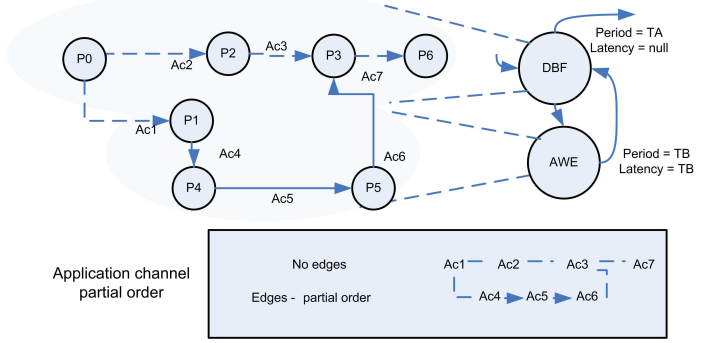 P0
Ac2
P2
Ac3
P3
P6
Ac7
Ac1
P1
Ac4
P4
Ac5
P5
Ac6
DBF
Period = TA
Latency = null
AWE
Period = TB
Latency = TB
Application channel
partial order
No edges
Ac1 Ac2 Ac3 Ac7
Edges - partial order
Ac4 Ac5 Ac6